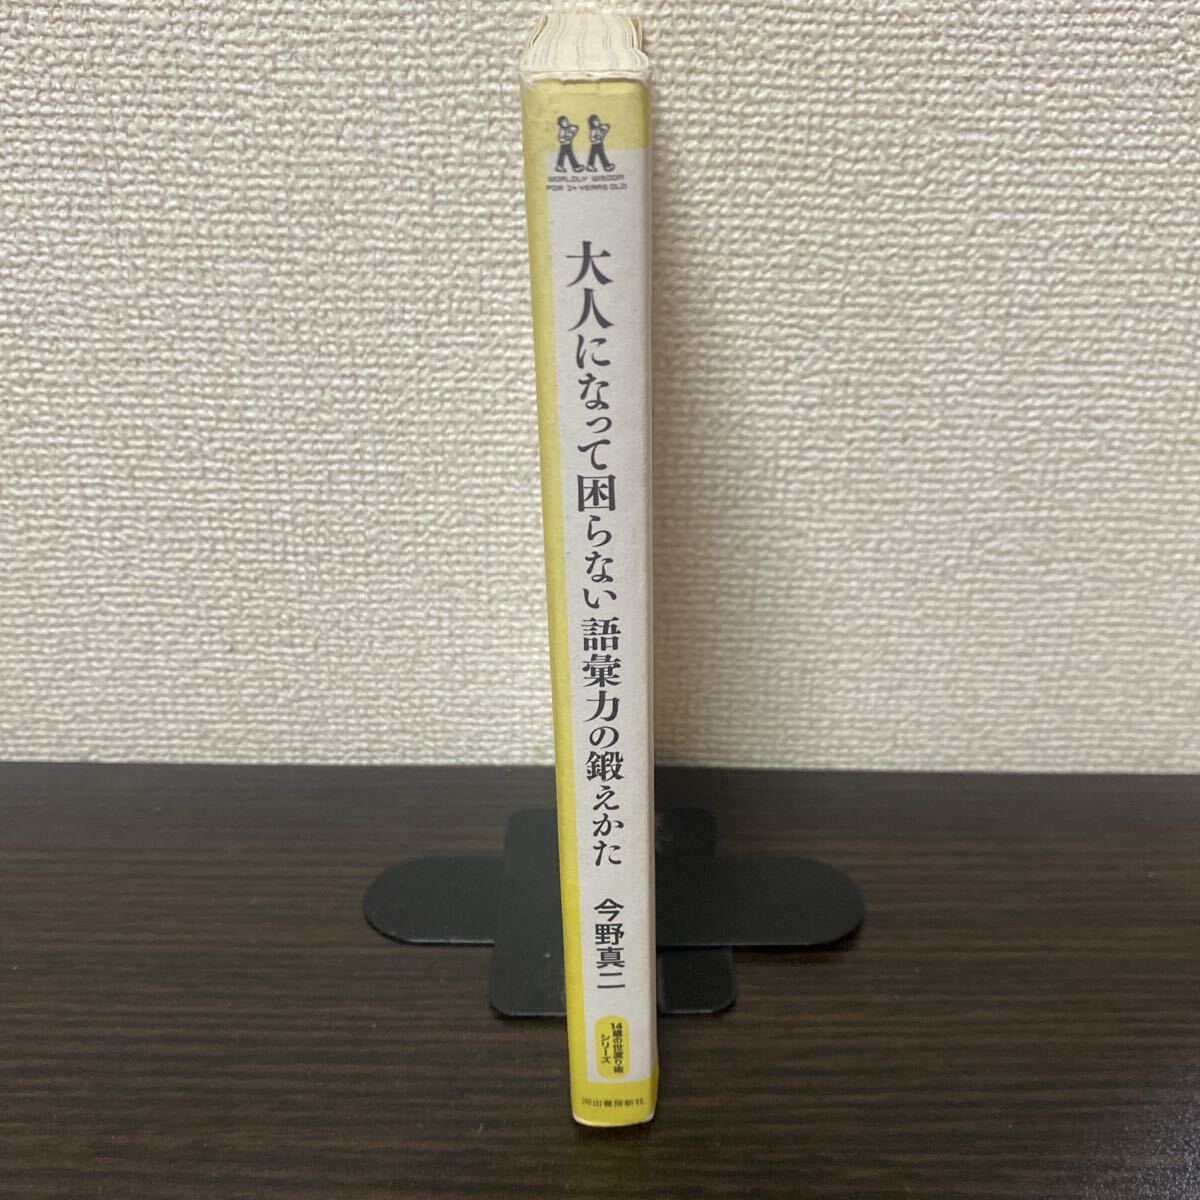 WORLDLY WISDOM
FOR 14 YEARS OLD
大人になって困らない語彙力の鍛えかた
今野真二
14歳の世渡り術
シリーズ
河出書房新社